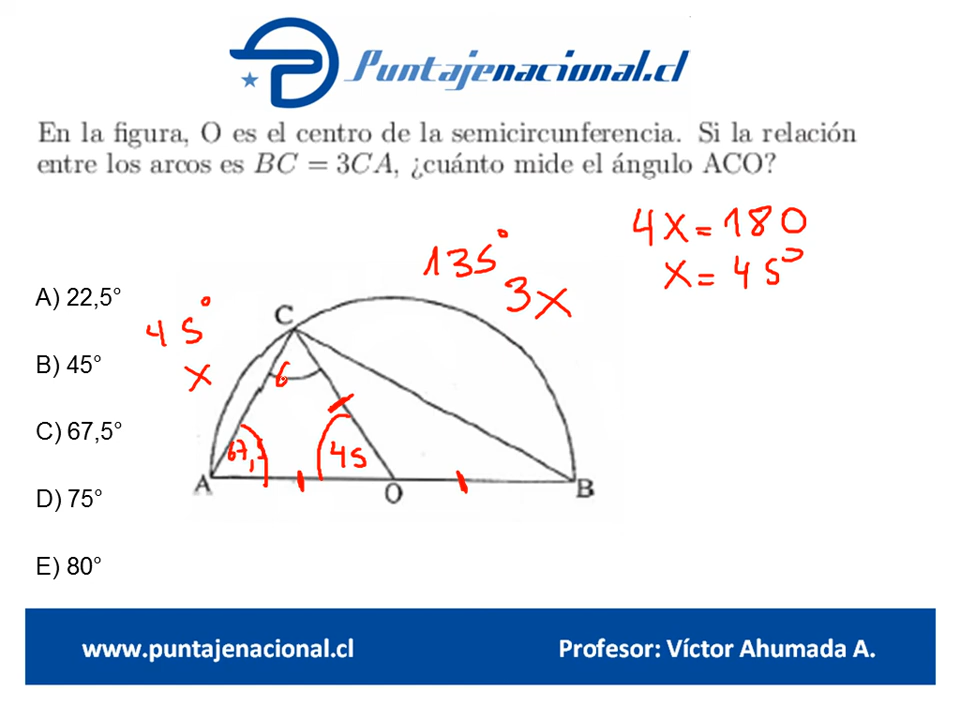 Puntajenacional.cl
En la figura, O es el centro de la semicircunferencia. Si la relación
entre los arcos es BC = 3CA, ¿cuánto mide el ángulo ACO?
4x = 180
x = 45°
135°
3x
A) 22,5°
45°
C
B) 45°
x
6
C) 67,5°
67,5
45
A
O
B
D) 75°
E) 80°
www.puntajenacional.cl
Profesor: Víctor Ahumada A.